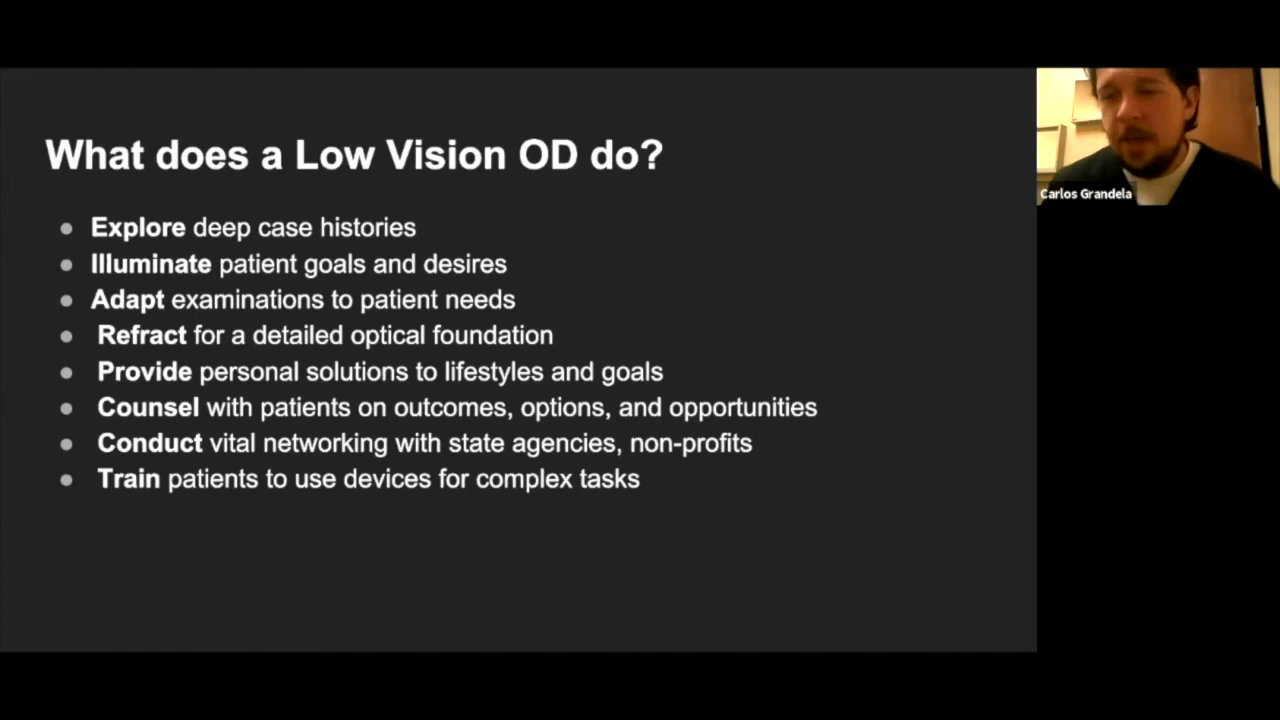 What does a Low Vision OD do?
● Explore deep case histories
● Illuminate patient goals and desires
● Adapt examinations to patient needs
● Refract for a detailed optical foundation
● Provide personal solutions to lifestyles and goals
● Counsel with patients on outcomes, options, and opportunities
● Conduct vital networking with state agencies, non-profits
● Train patients to use devices for complex tasks
Carlos Grandela